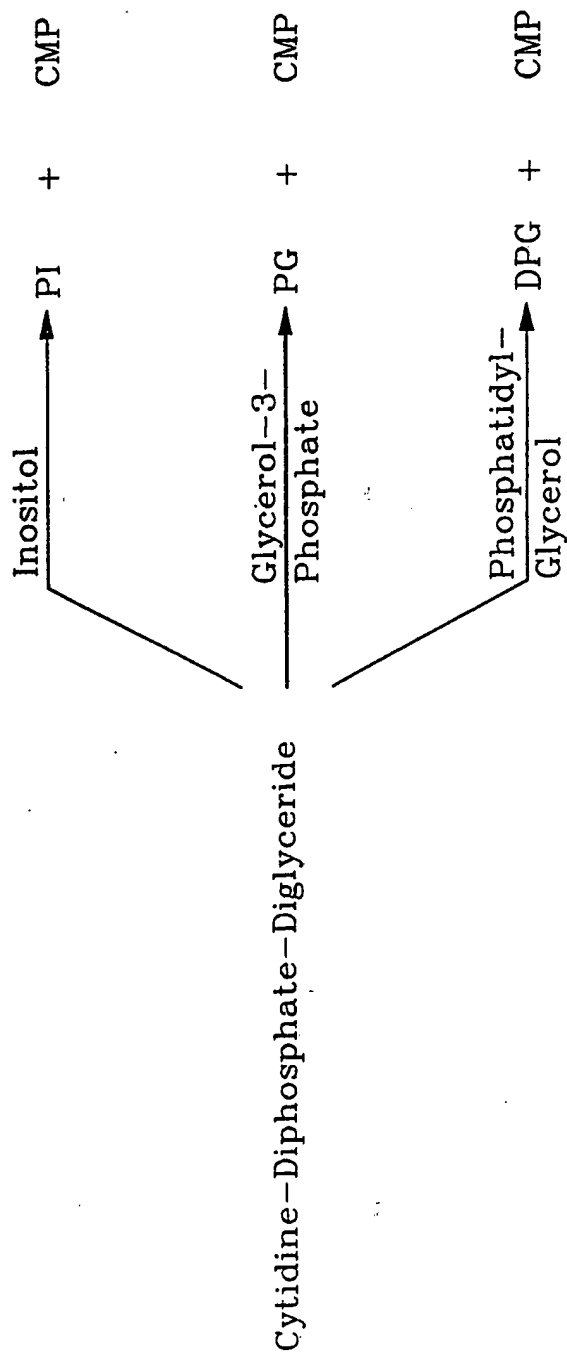 Inositol
PI + CMP
Cytidine-Diphosphate-Diglyceride
Glycerol-3-
Phosphate
PG + CMP
Phosphatidyl-
Glycerol
DPG + CMP